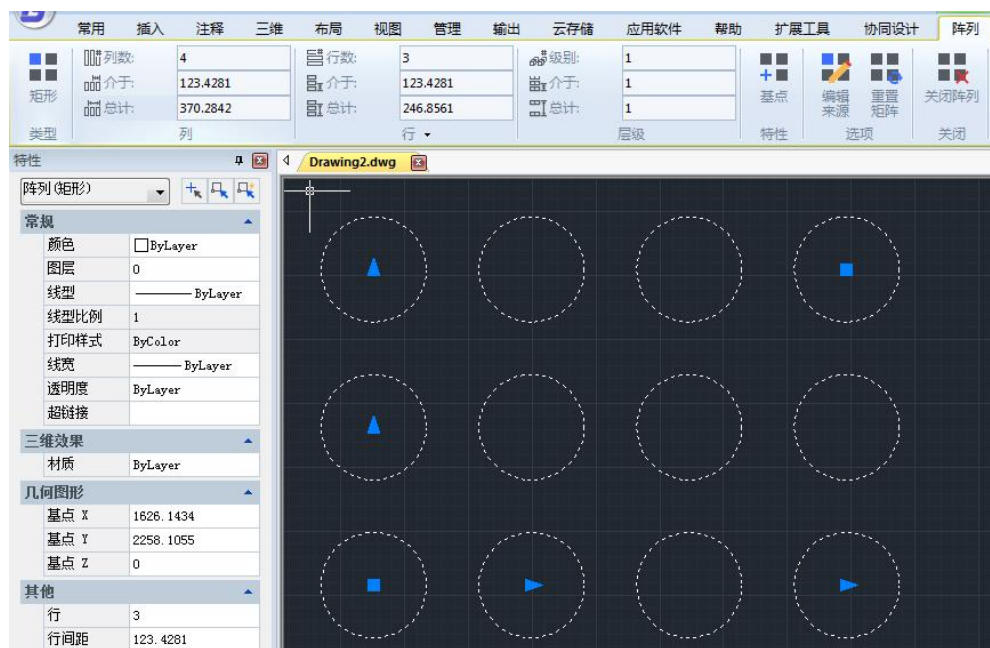 常用 插入 注释 三维 布局 视图 管理 输出 云存储 应用软件 帮助 扩展工具 协同设计 阵列
列数: 4 行数: 3 级别: 1
介于: 123.4281 介于: 123.4281 介于: 1
总计: 370.2842 总计: 246.8561 总计: 1
矩形 基点 编辑来源 重置矩阵 关闭阵列
类型 列 行 层级 特性 选项 关闭
特性 Drawing2.dwg
阵列(矩形)
常规
颜色 ByLayer
图层 0
线型 ByLayer
线型比例 1
打印样式 ByColor
线宽 ByLayer
透明度 ByLayer
超链接
三维效果
材质 ByLayer
几何图形
基点 X 1626.1434
基点 Y 2258.1055
基点 Z 0
其他
行 3
行间距 123.4281